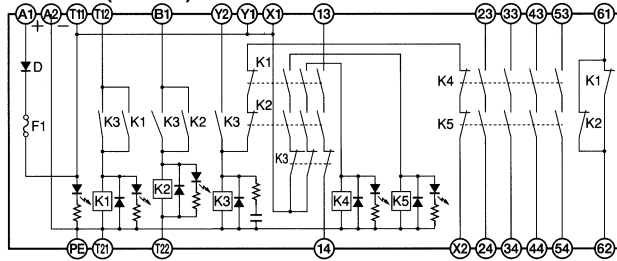 A1 A2 T11 T12 B1 Y2 Y1 X1 13 23 33 43 53 61
+ −
D
K1 K4 K1
F1 K3 K1 K3 K2 K3 K2 K5 K2
K3
K1 K2 K3 K4 K5
PE T21 T22 14 X2 24 34 44 54 62